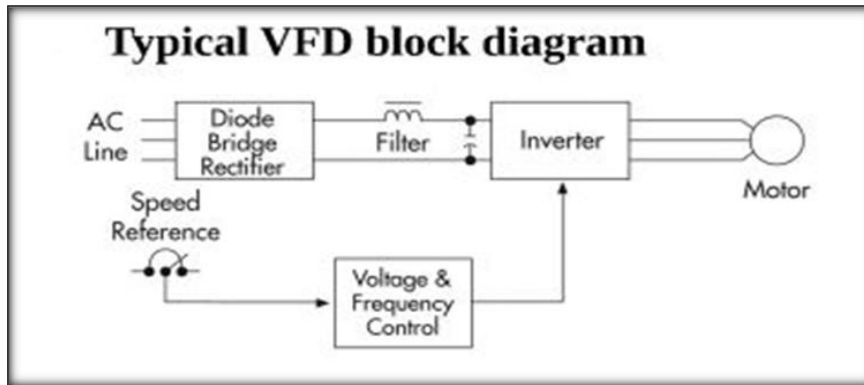 Typical VFD block diagram
AC
Line
Diode
Bridge
Rectifier
Filter
Inverter
Motor
Speed
Reference
Voltage &
Frequency
Control